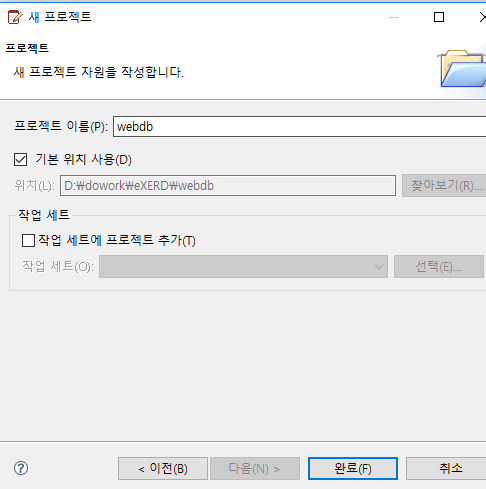 새 프로젝트
프로젝트
새 프로젝트 자원을 작성합니다.
프로젝트 이름(P): webdb
기본 위치 사용(D)
위치(L): D:₩dowork₩eXERD₩webdb 찾아보기(R)...
작업 세트
작업 세트에 프로젝트 추가(T)
작업 세트(O): 선택(E)...
< 이전(B) 다음(N) > 완료(F) 취소